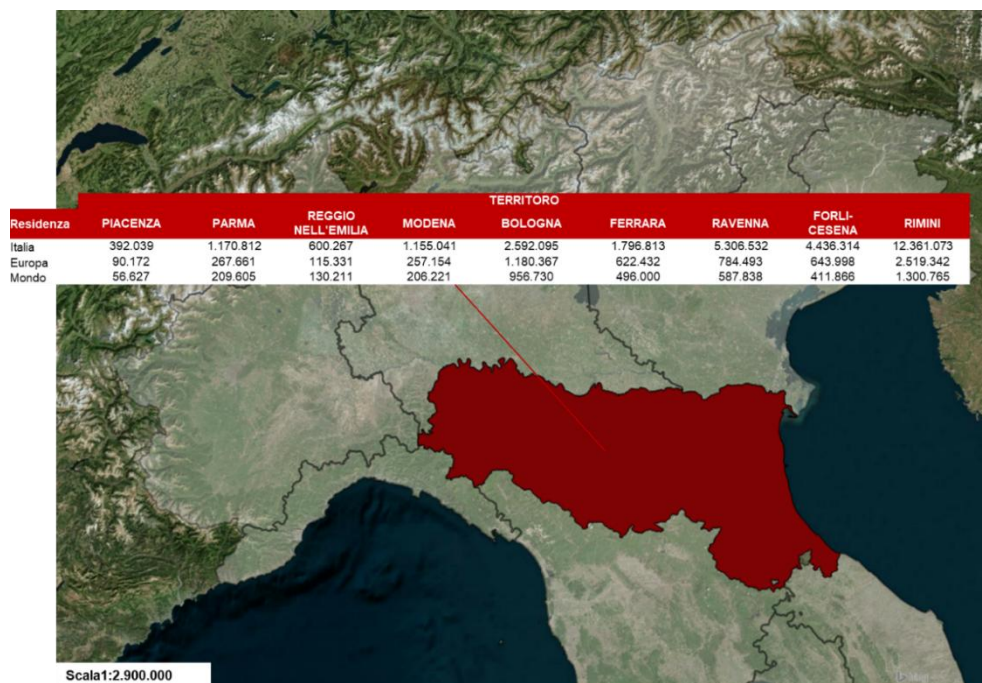 TERRITORO
Residenza PIACENZA PARMA REGGIO NELL'EMILIA MODENA BOLOGNA FERRARA RAVENNA FORLI-CESENA RIMINI
Italia 392.039 1.170.812 600.267 1.155.041 2.592.095 1.796.813 5.306.532 4.436.314 12.361.073
Europa 90.172 267.661 115.331 257.154 1.180.367 622.432 784.493 643.998 2.519.342
Mondo 56.627 209.605 130.211 206.221 956.730 496.000 587.838 411.866 1.300.765
Scala1:2.900.000